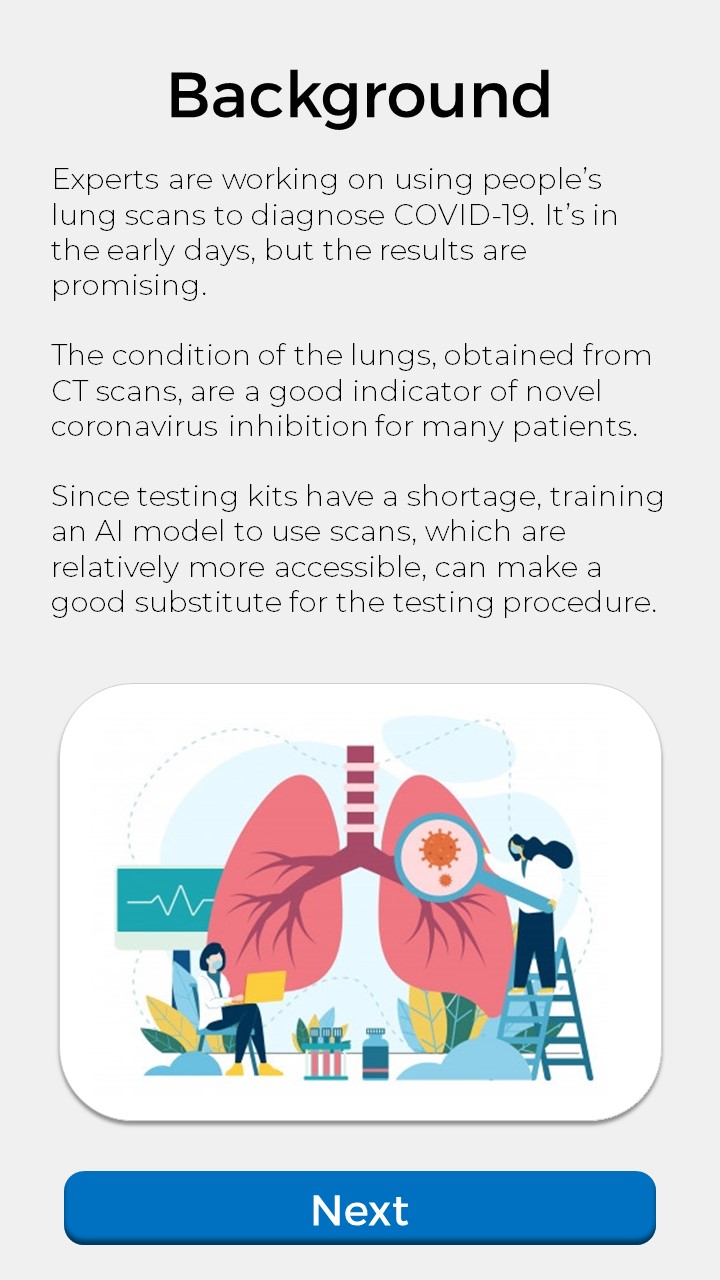 Background
Experts are working on using people’s
lung scans to diagnose COVID-19. It’s in
the early days, but the results are
promising.
The condition of the lungs, obtained from
CT scans, are a good indicator of novel
coronavirus inhibition for many patients.
Since testing kits have a shortage, training
an AI model to use scans, which are
relatively more accessible, can make a
good substitute for the testing procedure.
Next